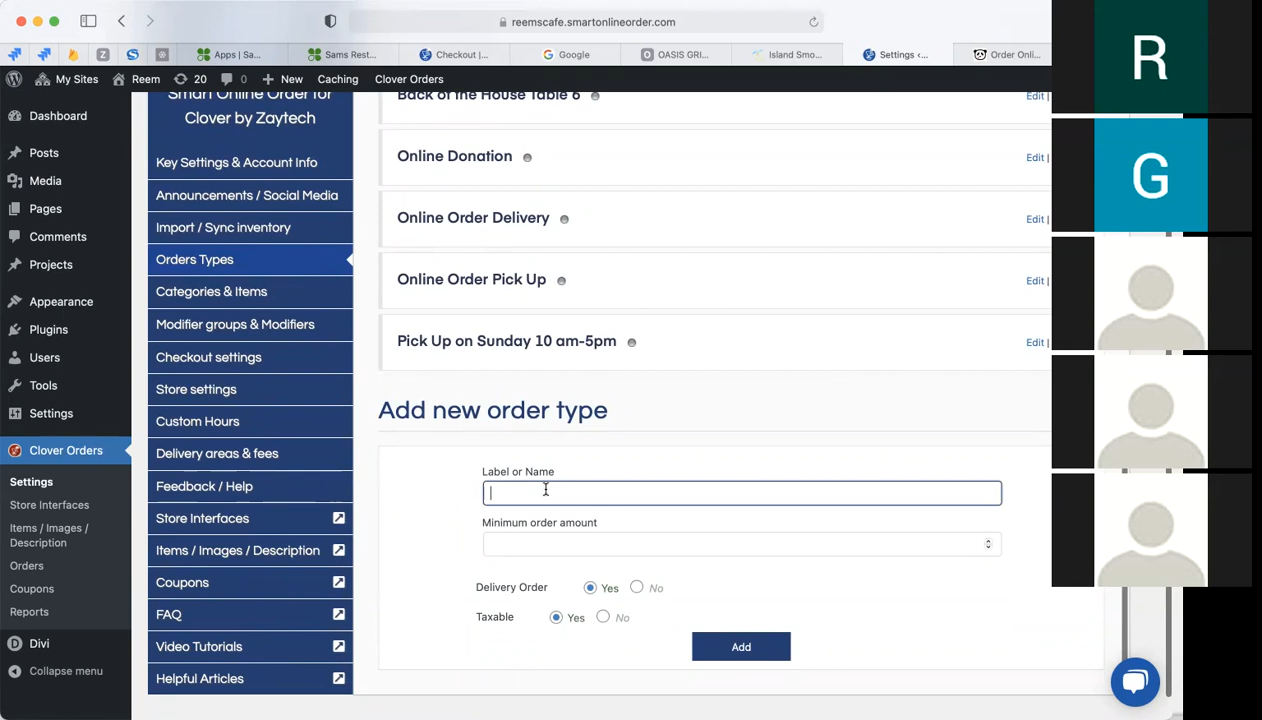 reemscafe.smartonlineorder.com
Apps | Sa...
Sams Rest...
Checkout |...
Google
OASIS GRI...
Island Smo...
Settings ‹...
Order Onli...
My Sites
Reem
20
0
New
Caching
Clover Orders
Dashboard
Posts
Media
Pages
Comments
Projects
Appearance
Plugins
Users
Tools
Settings
Clover Orders
Settings
Store Interfaces
Items / Images /
Description
Orders
Coupons
Reports
Divi
Collapse menu
Smart Online Order for
Clover by Zaytech
Key Settings & Account Info
Announcements / Social Media
Import / Sync inventory
Orders Types
Categories & Items
Modifier groups & Modifiers
Checkout settings
Store settings
Custom Hours
Delivery areas & fees
Feedback / Help
Store Interfaces
Items / Images / Description
Coupons
FAQ
Video Tutorials
Helpful Articles
Back of the House Table 6
Edit |
Online Donation
Edit |
Online Order Delivery
Edit |
Online Order Pick Up
Edit |
Pick Up on Sunday 10 am-5pm
Edit |
Add new order type
Label or Name
Minimum order amount
Delivery Order
Yes
No
Taxable
Yes
No
Add
R
G